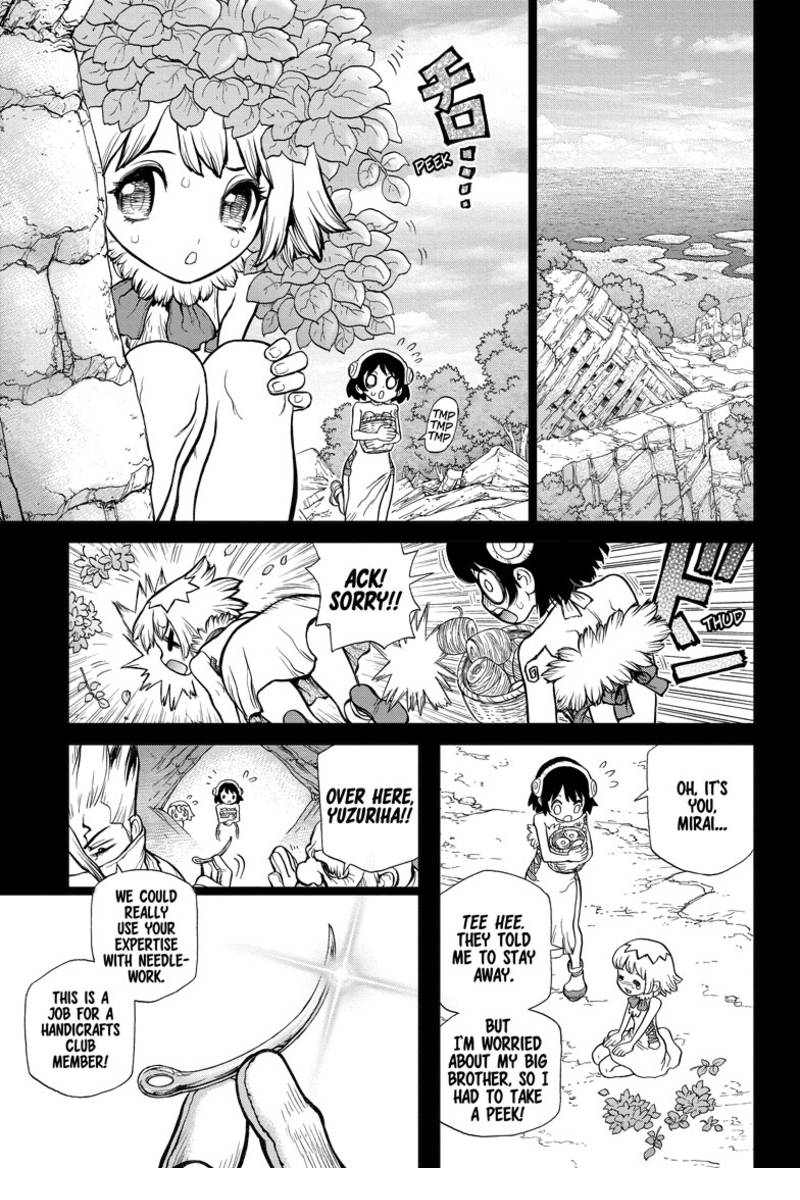 チロ…
PEEK
TMP
TMP
TMP
ド
THUD
ACK!
SORRY!!
OH, IT'S
YOU,
MIRAI...
TEE HEE.
THEY TOLD
ME TO STAY
AWAY.
BUT
I'M WORRIED
ABOUT MY BIG
BROTHER, SO I
HAD TO TAKE
A PEEK!
OVER HERE,
YUZURIHA!!
WE COULD
REALLY
USE YOUR
EXPERTISE
WITH NEEDLE-
WORK.
THIS IS A
JOB FOR A
HANDICRAFTS
CLUB
MEMBER!